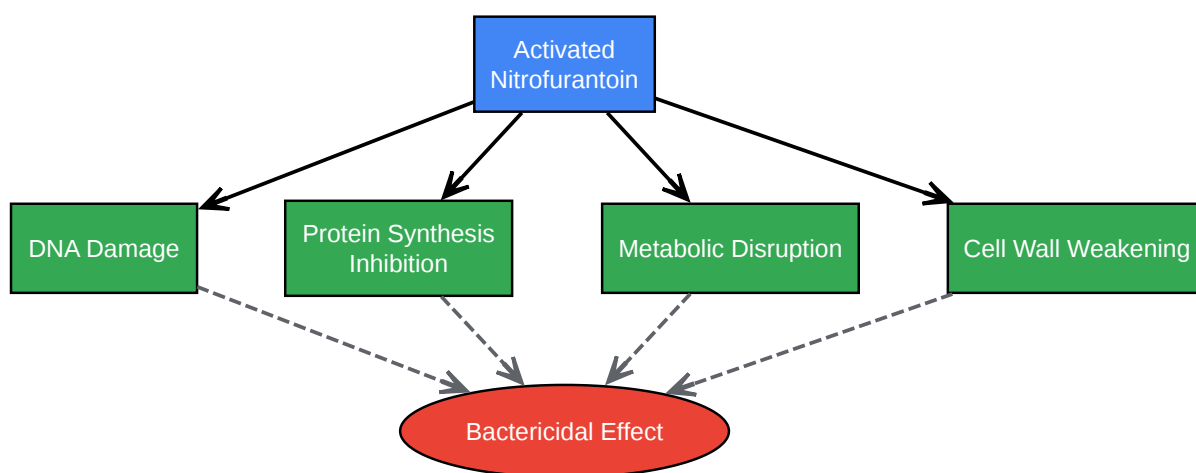 Activated
Nitrofurantoin
DNA Damage
Protein Synthesis
Inhibition
Metabolic Disruption
Cell Wall Weakening
Bactericidal Effect